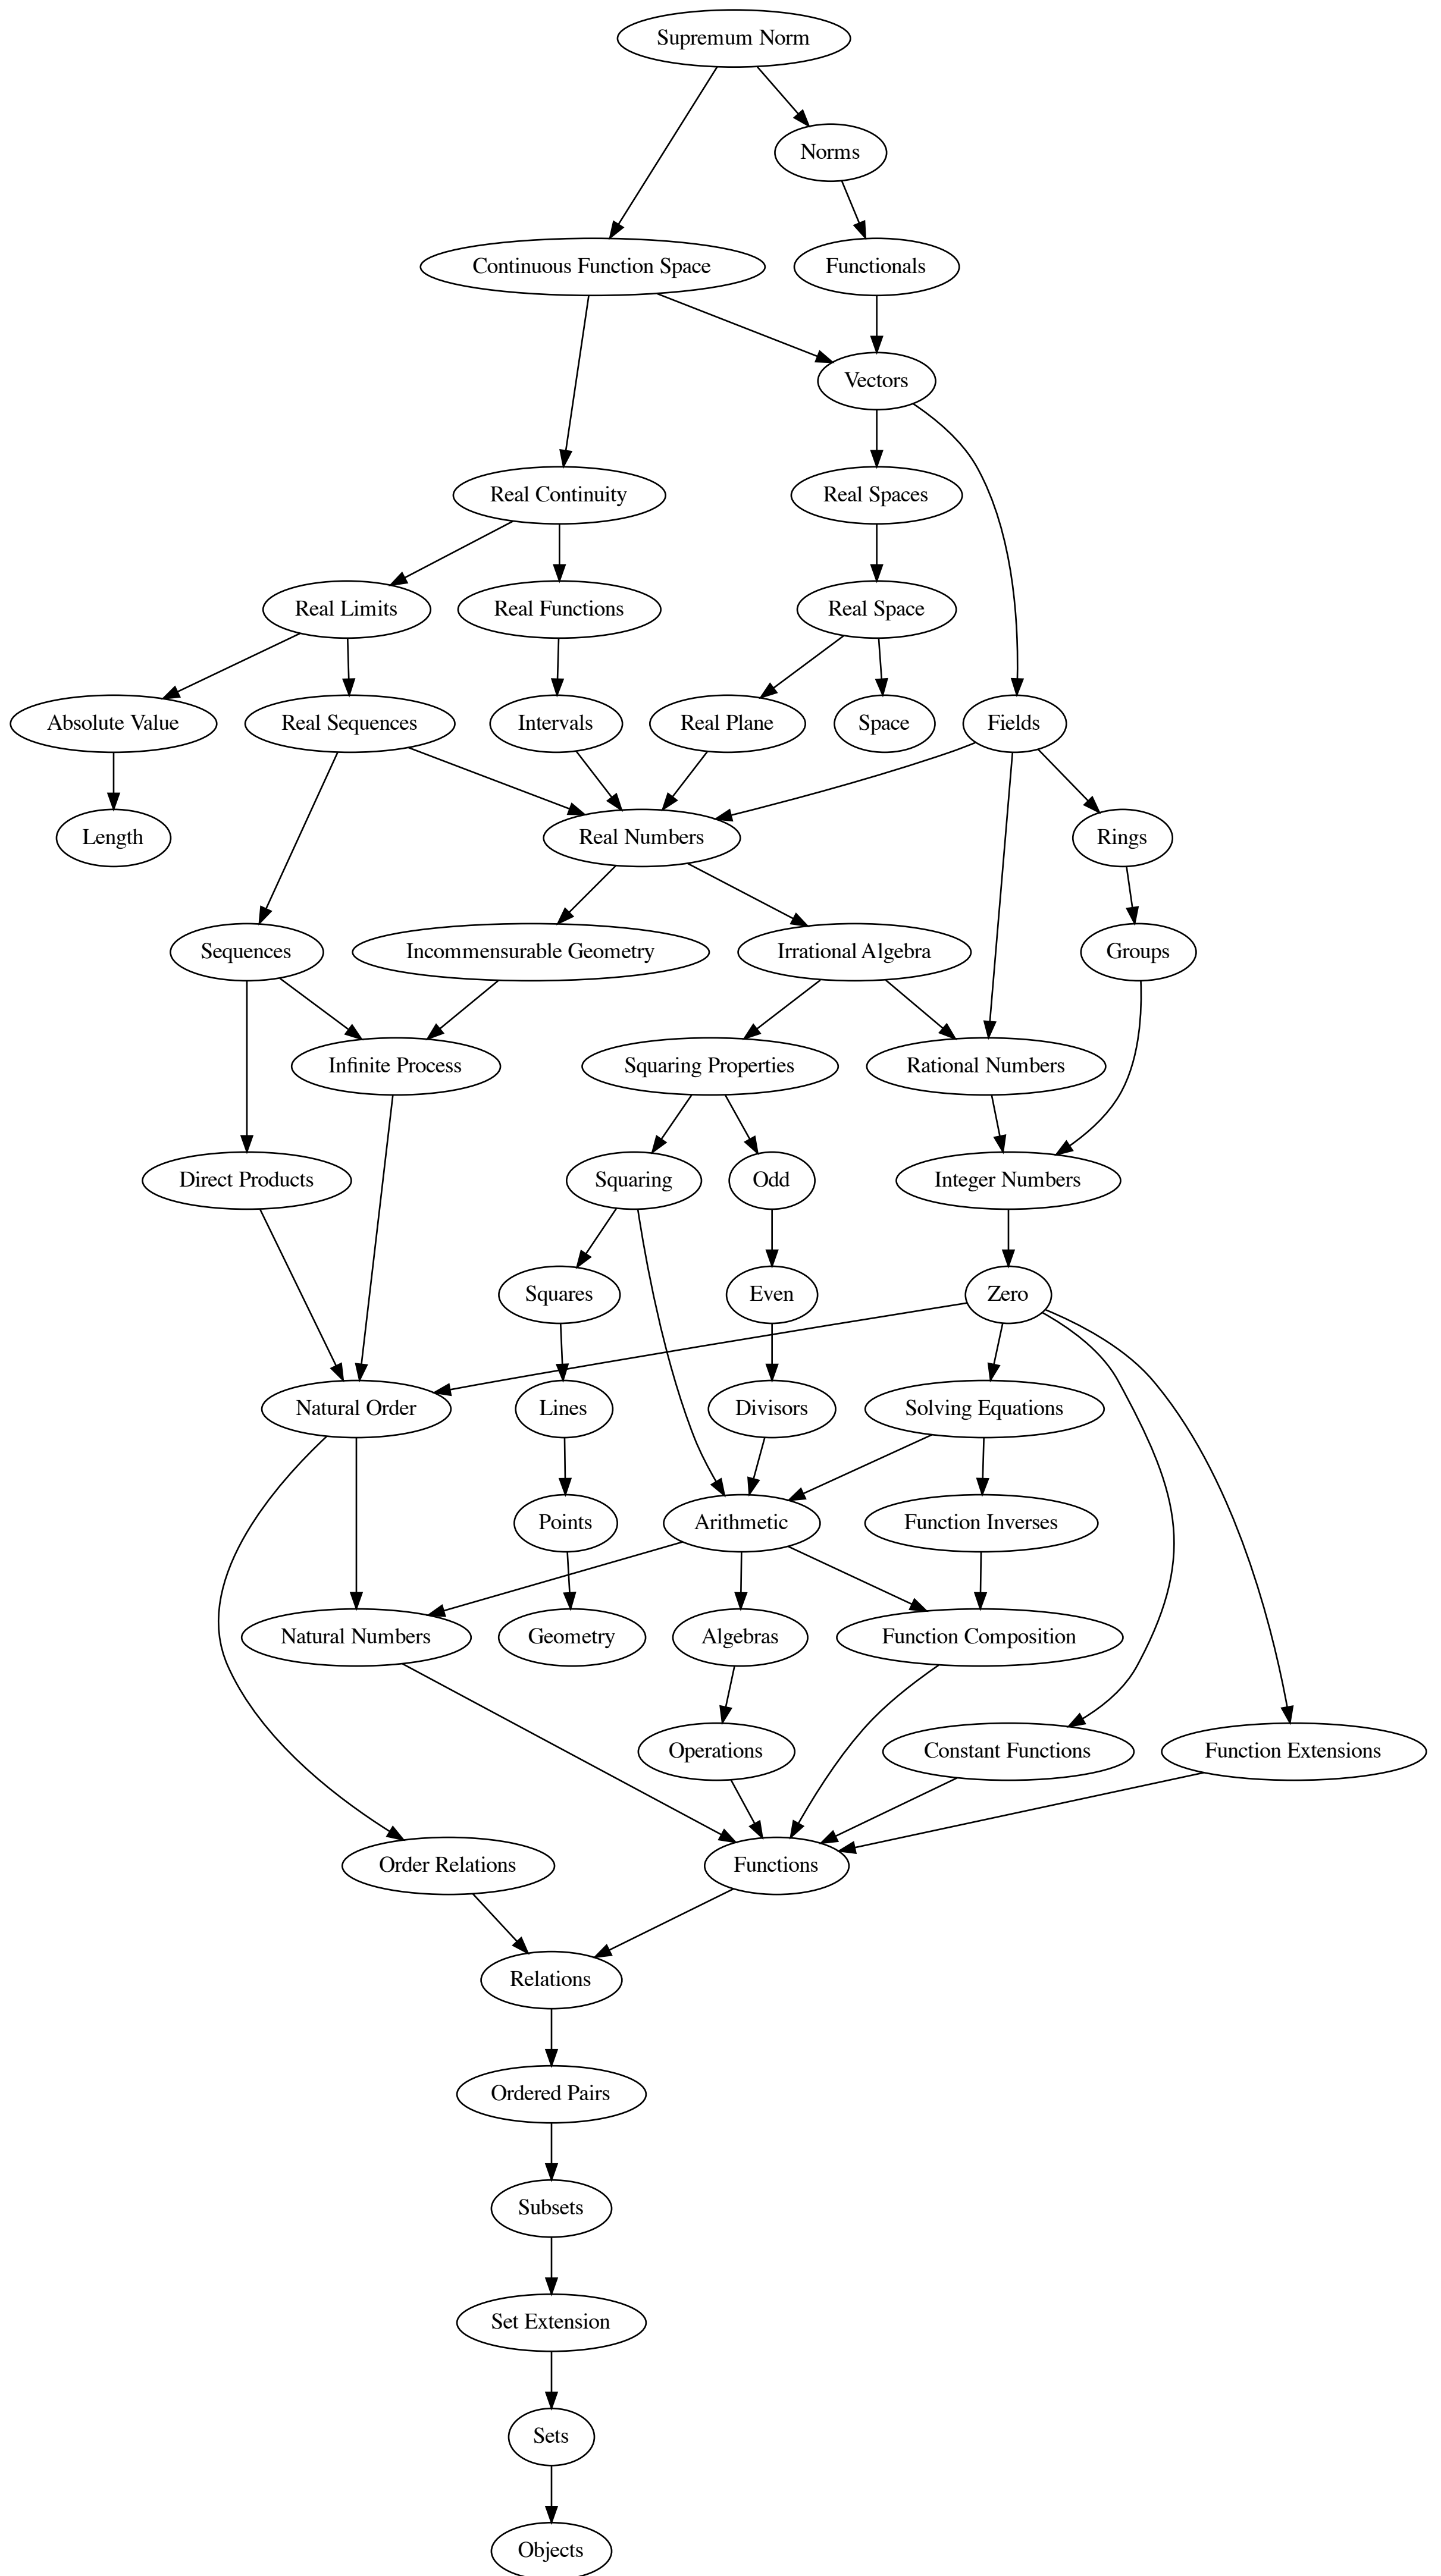 Supremum Norm
Norms
Continuous Function Space
Functionals
Vectors
Real Continuity
Real Spaces
Real Limits
Real Functions
Real Space
Absolute Value
Real Sequences
Intervals
Real Plane
Space
Fields
Length
Real Numbers
Rings
Sequences
Incommensurable Geometry
Irrational Algebra
Groups
Infinite Process
Squaring Properties
Rational Numbers
Direct Products
Squaring
Odd
Integer Numbers
Squares
Even
Zero
Natural Order
Lines
Divisors
Solving Equations
Points
Arithmetic
Function Inverses
Natural Numbers
Geometry
Algebras
Function Composition
Operations
Constant Functions
Function Extensions
Order Relations
Functions
Relations
Ordered Pairs
Subsets
Set Extension
Sets
Objects